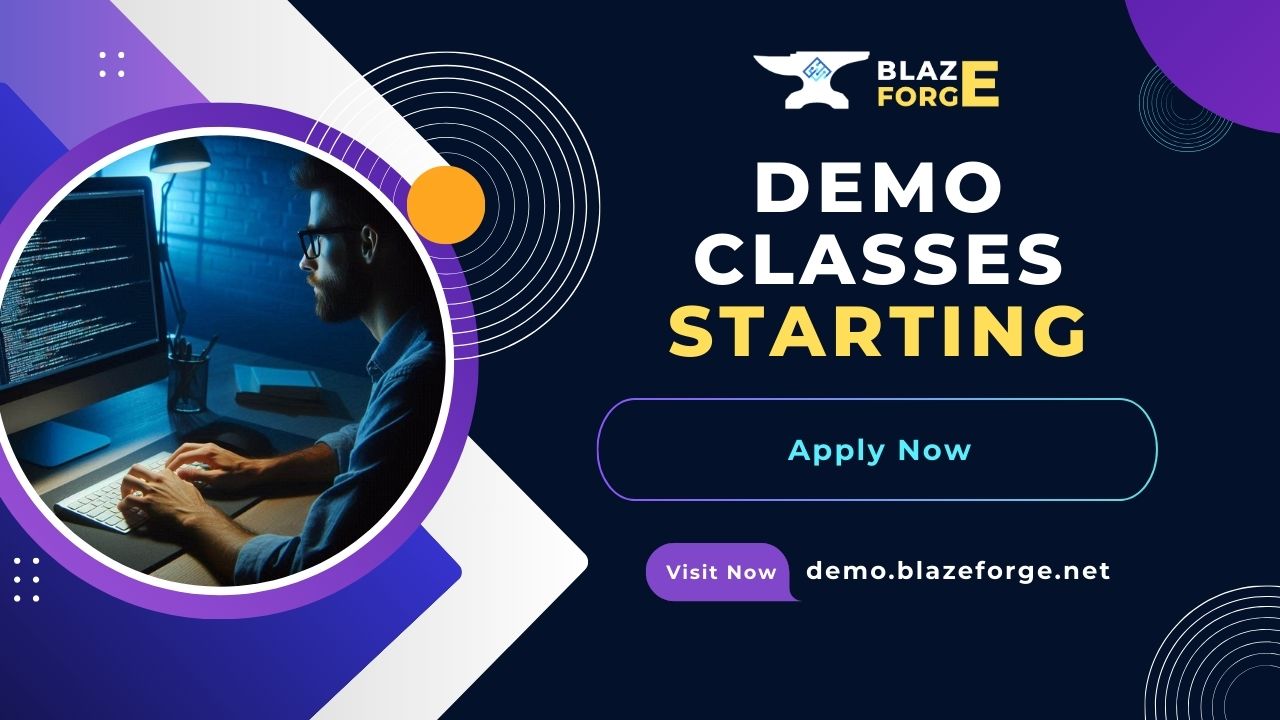 BLAZE
FORGE
DEMO
CLASSES
STARTING
Apply Now
Visit Now
demo.blazeforge.net